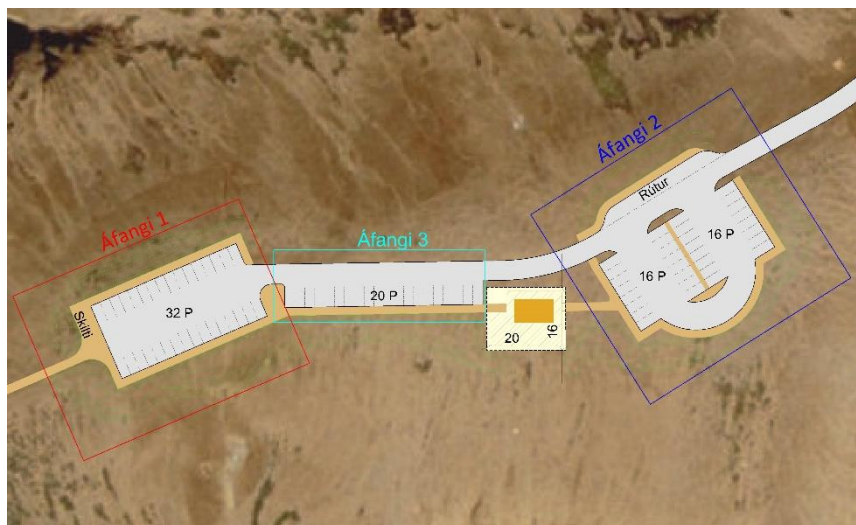 Áfangi 1
Skilti
32 P
Áfangi 3
20 P
20
16
Áfangi 2
Rútur
16 P
16 P